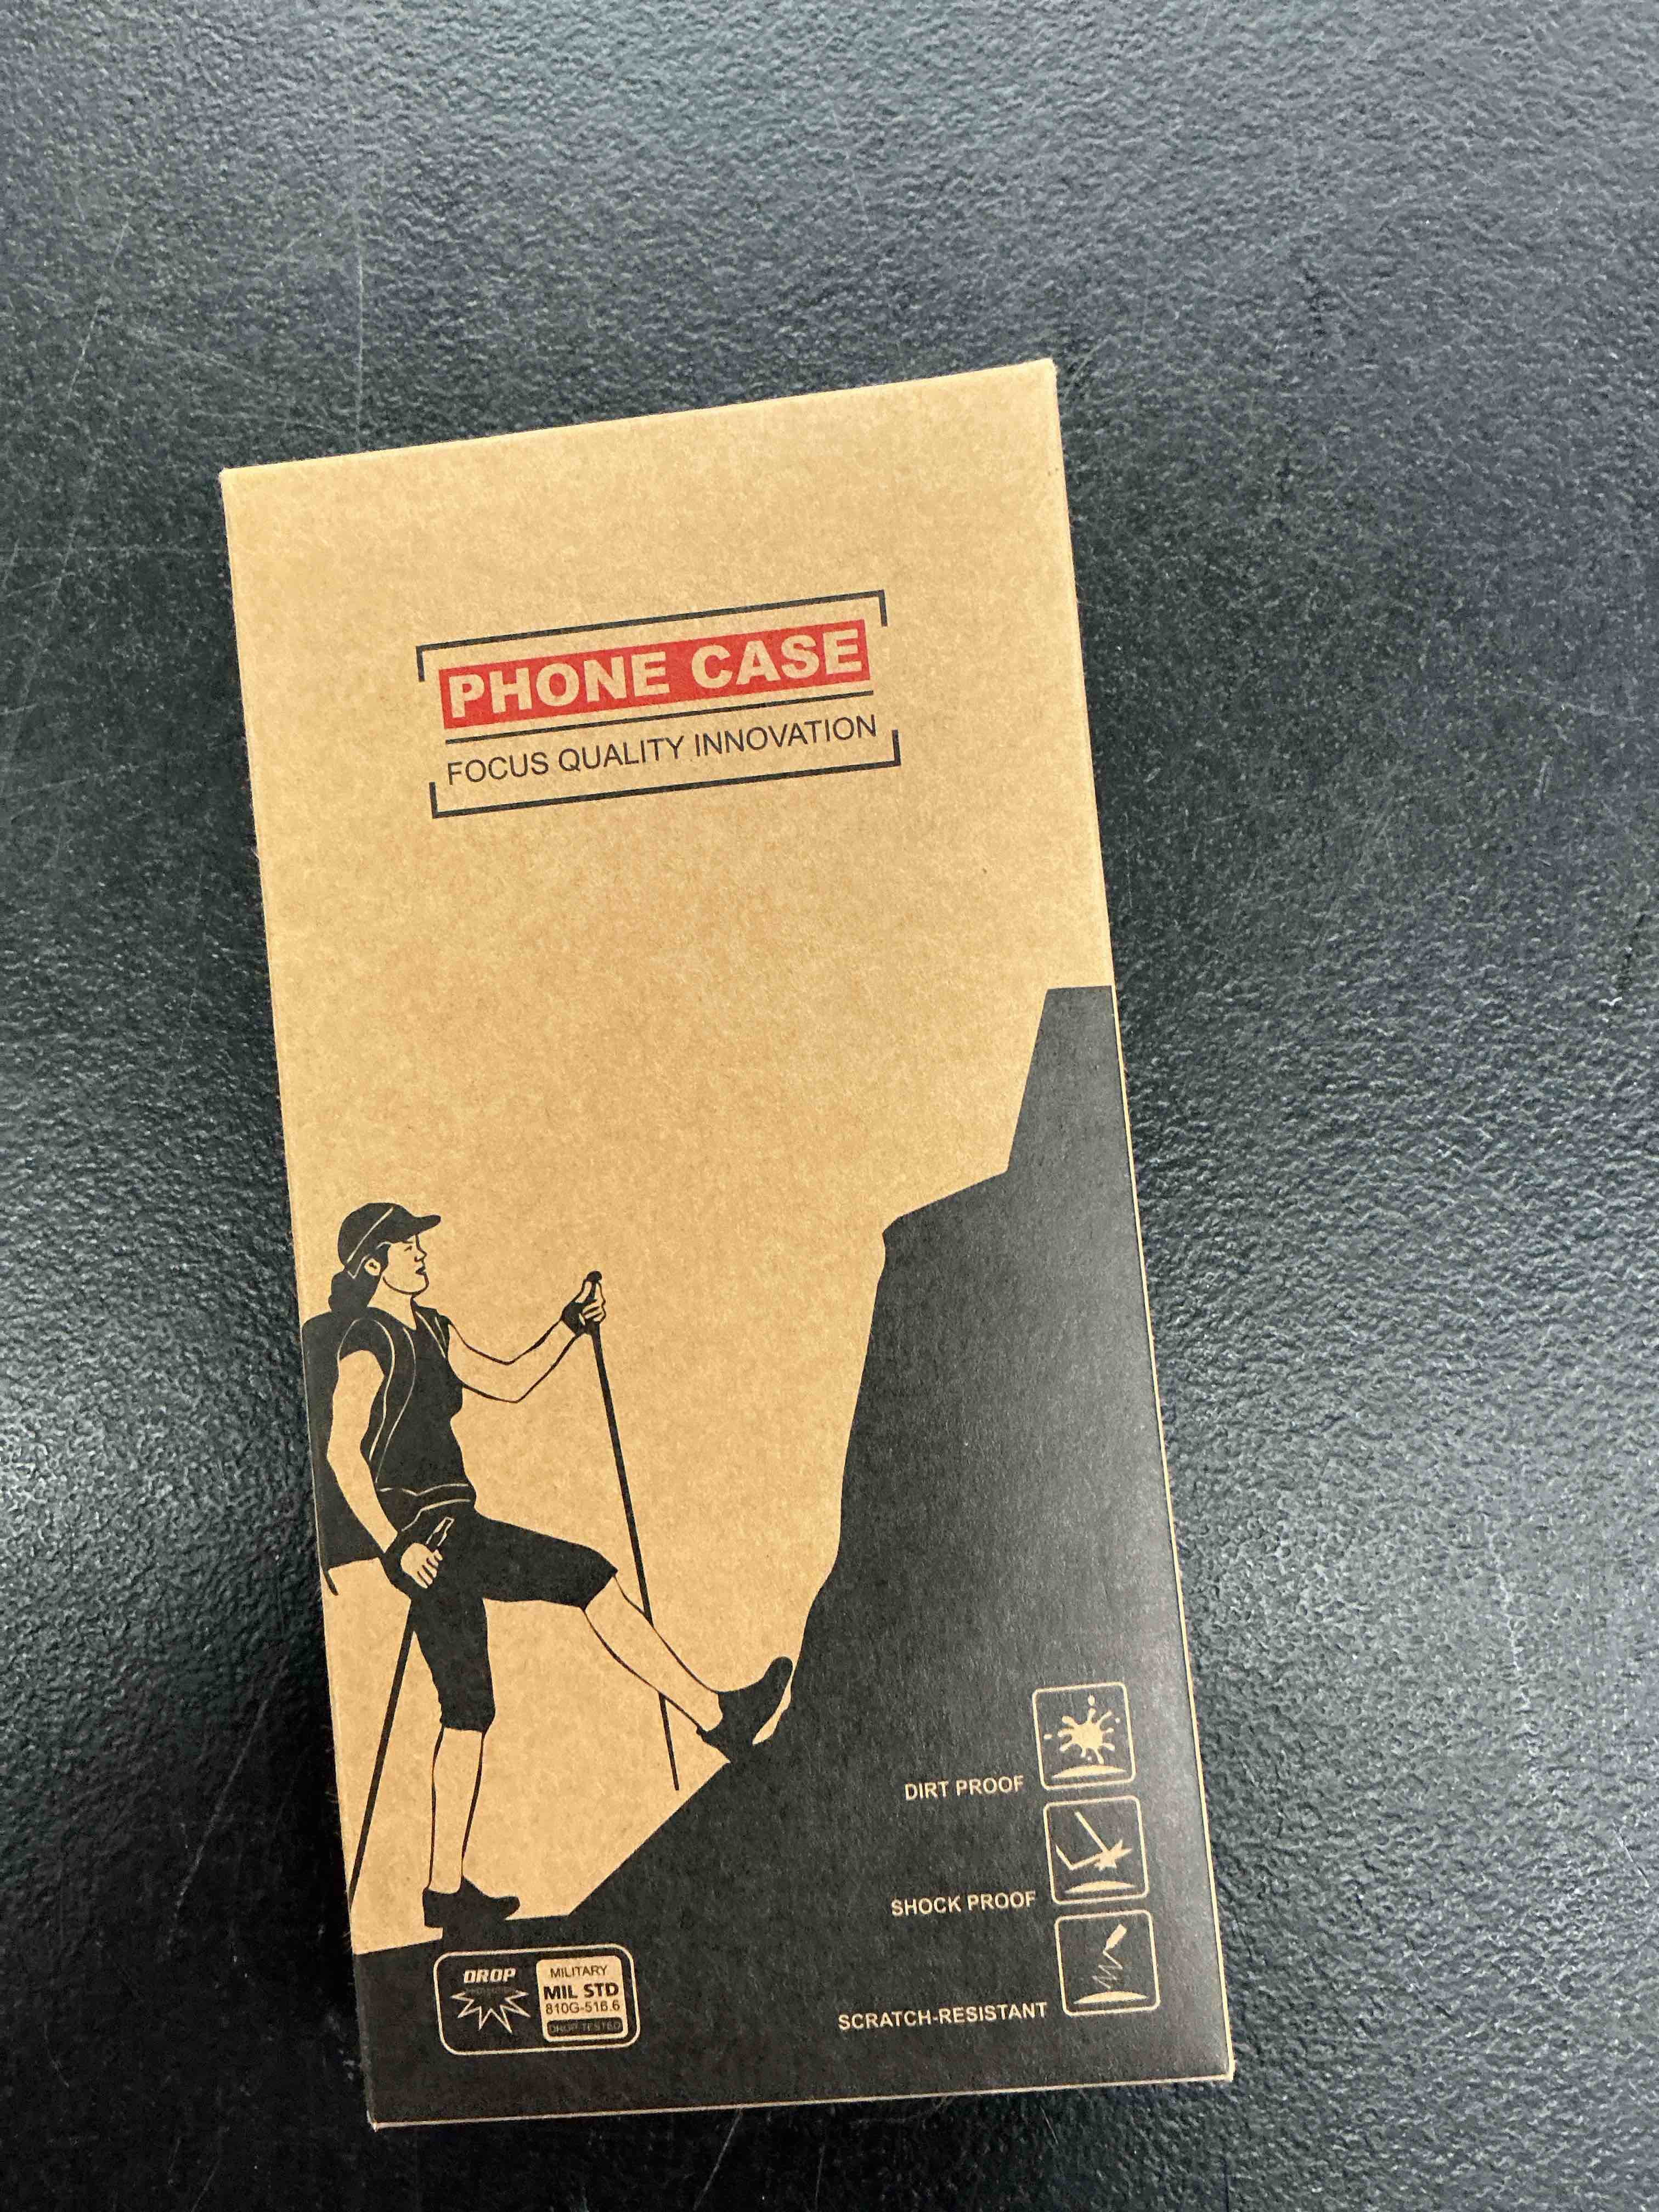 PHONE CASE
FOCUS QUALITY INNOVATION
DIRT PROOF
SHOCK PROOF
SCRATCH-RESISTANT
DROP
MILITARY
MIL STD
810G-516.6
DROP TESTED